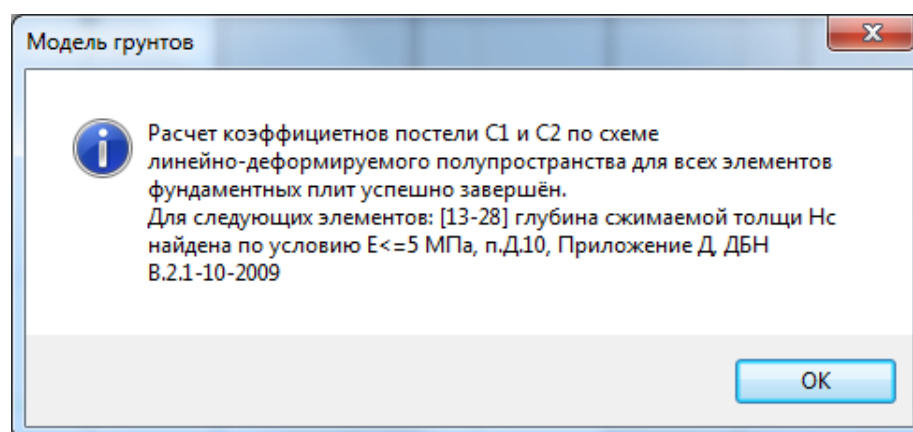 Модель грунтов
Расчет коэффициетнов постели С1 и С2 по схеме
линейно-деформируемого полупространства для всех элементов
фундаментных плит успешно завершён.
Для следующих элементов: [13-28] глубина сжимаемой толщи Hc
найдена по условию E<=5 МПа, п.Д.10, Приложение Д, ДБН
В.2.1-10-2009
OK